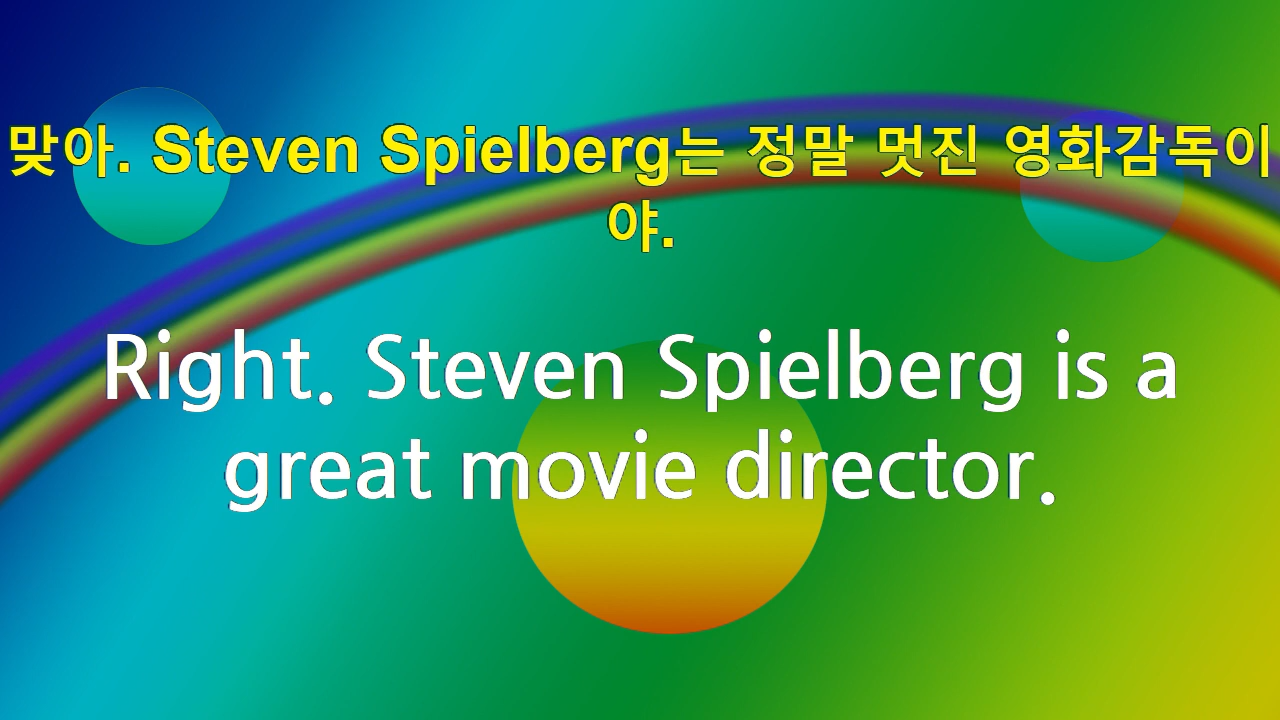 맞아. Steven Spielberg는 정말 멋진 영화감독이
야.
Right. Steven Spielberg is a
great movie director.